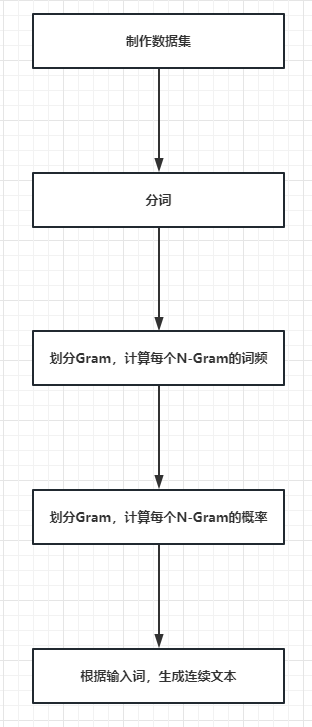 制作数据集
分词
划分Gram，计算每个N-Gram的词频
划分Gram，计算每个N-Gram的概率
根据输入词，生成连续文本